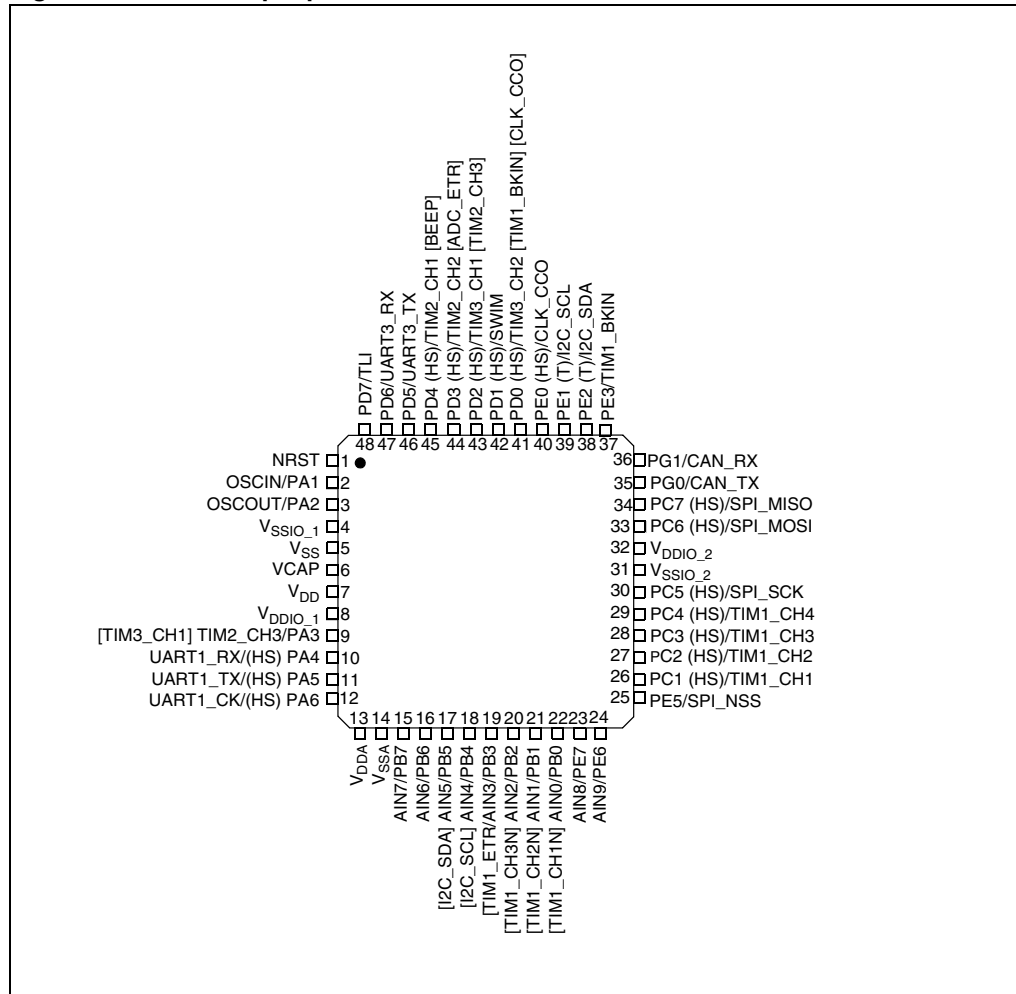 PD7/TLI
PD6/UART3_RX
PD5/UART3_TX
PD4 (HS)/TIM2_CH1 [BEEP]
PD3 (HS)/TIM2_CH2 [ADC_ETR]
PD2 (HS)/TIM3_CH1 [TIM2_CH3]
PD1 (HS)/SWIM
PD0 (HS)/TIM3_CH2 [TIM1_BKIN] [CLK_CCO]
PE0 (HS)/CLK_CCO
PE1 (T)/I2C_SCL
PE2 (T)/I2C_SDA
PE3/TIM1_BKIN
48 47 46 45 44 43 42 41 40 39 38 37
NRST 1
OSCIN/PA1 2
OSCOUT/PA2 3
VSSIO_1 4
VSS 5
VCAP 6
VDD 7
VDDIO_1 8
[TIM3_CH1] TIM2_CH3/PA3 9
UART1_RX/(HS) PA4 10
UART1_TX/(HS) PA5 11
UART1_CK/(HS) PA6 12
36 PG1/CAN_RX
35 PG0/CAN_TX
34 PC7 (HS)/SPI_MISO
33 PC6 (HS)/SPI_MOSI
32 VDDIO_2
31 VSSIO_2
30 PC5 (HS)/SPI_SCK
29 PC4 (HS)/TIM1_CH4
28 PC3 (HS)/TIM1_CH3
27 PC2 (HS)/TIM1_CH2
26 PC1 (HS)/TIM1_CH1
25 PE5/SPI_NSS
13 14 15 16 17 18 19 20 21 22 23 24
VDDA
VSSA
AIN7/PB7
AIN6/PB6
[I2C_SDA] AIN5/PB5
[I2C_SCL] AIN4/PB4
[TIM1_ETR/AIN3/PB3
[TIM1_CH3N] AIN2/PB2
[TIM1_CH2N] AIN1/PB1
[TIM1_CH1N] AIN0/PB0
AIN8/PE7
AIN9/PE6